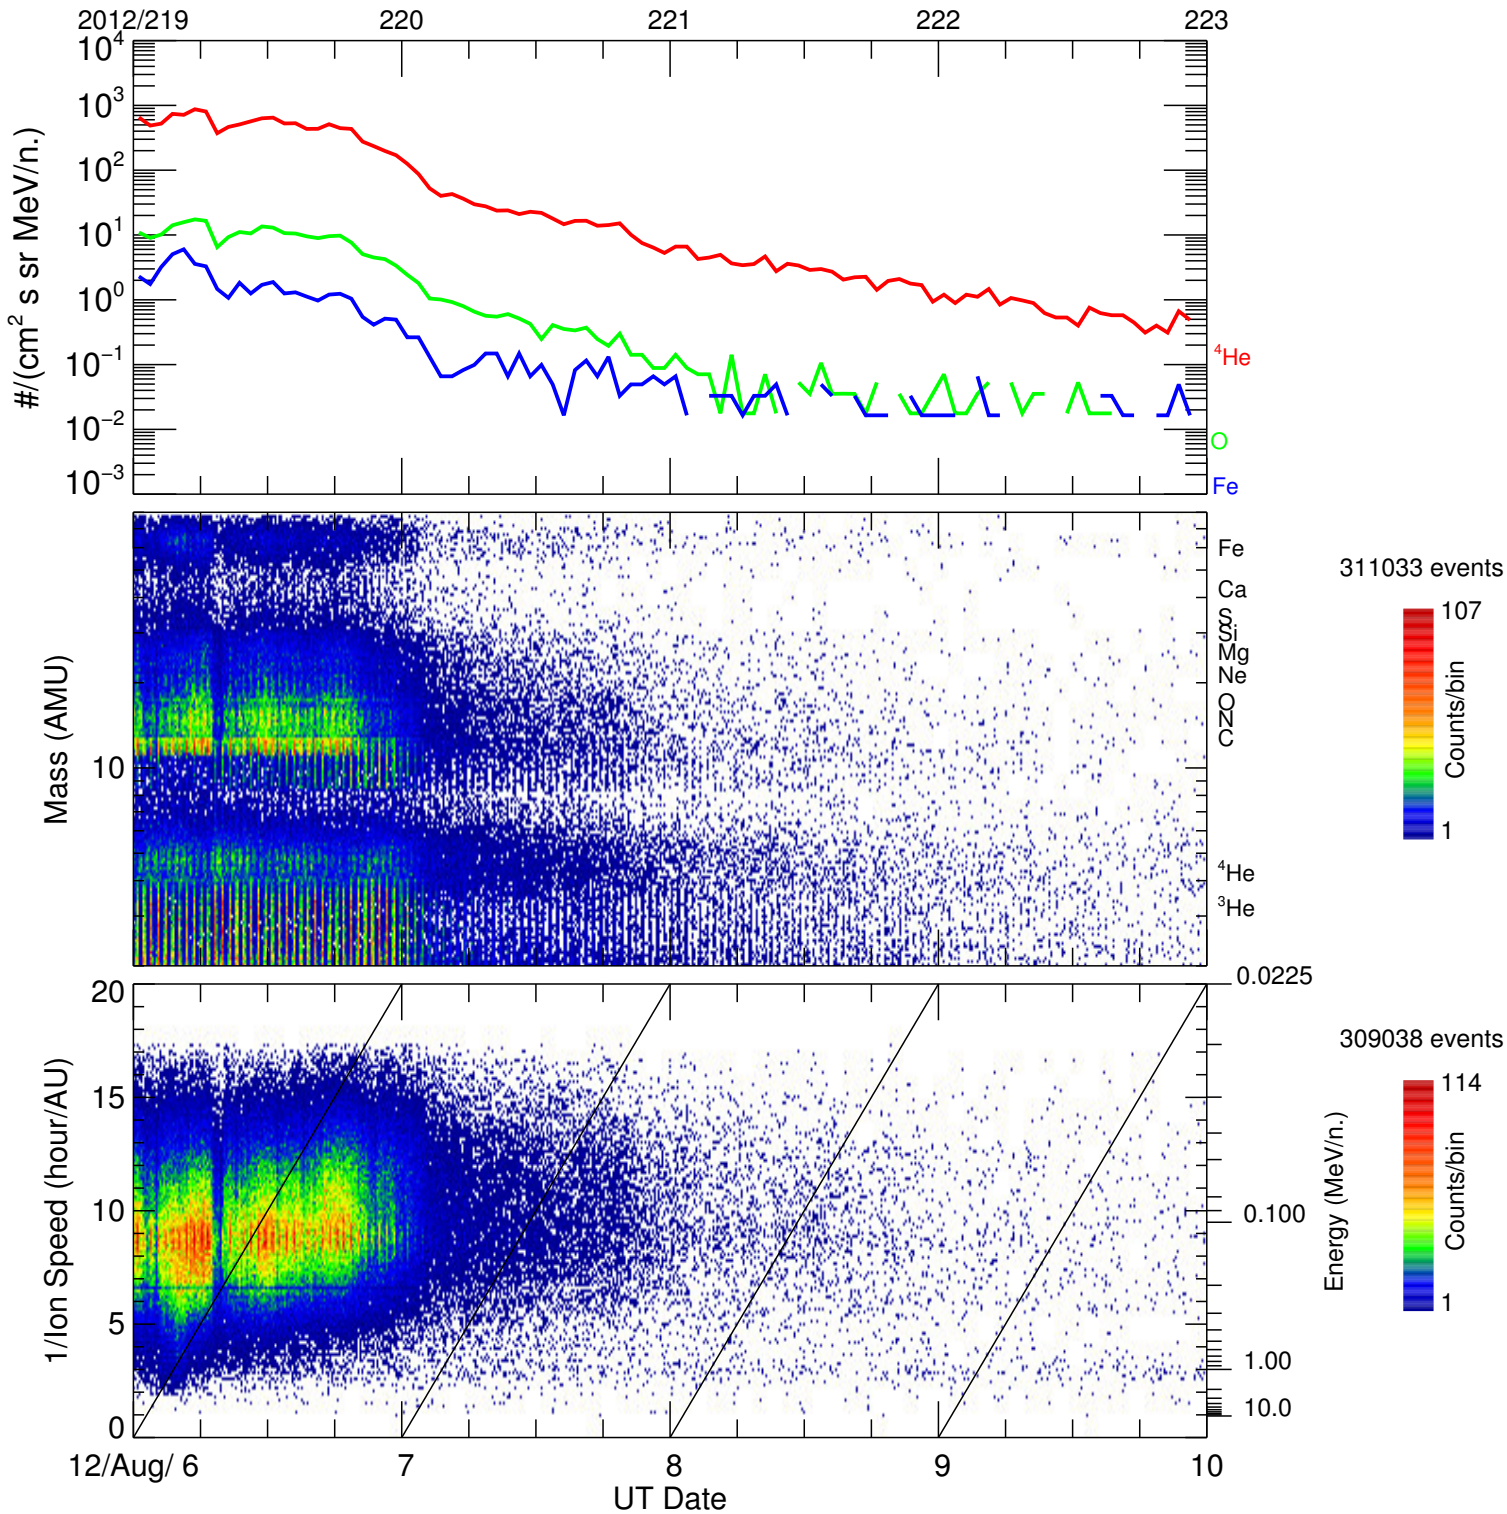 2012/219 220 221 222 223
10⁴
10³
10²
10¹
10⁰
10⁻¹
10⁻²
10⁻³
#/(cm² s sr MeV/n.)
⁴He
O
Fe
Mass (AMU)
10
Fe
Ca
S
Si
Mg
Ne
O
N
C
⁴He
³He
311033 events
107
Counts/bin
1
20
15
10
5
0
1/Ion Speed (hour/AU)
0.0225
0.100
1.00
10.0
Energy (MeV/n.)
309038 events
114
Counts/bin
1
12/Aug/ 6 7 8 9 10
UT Date